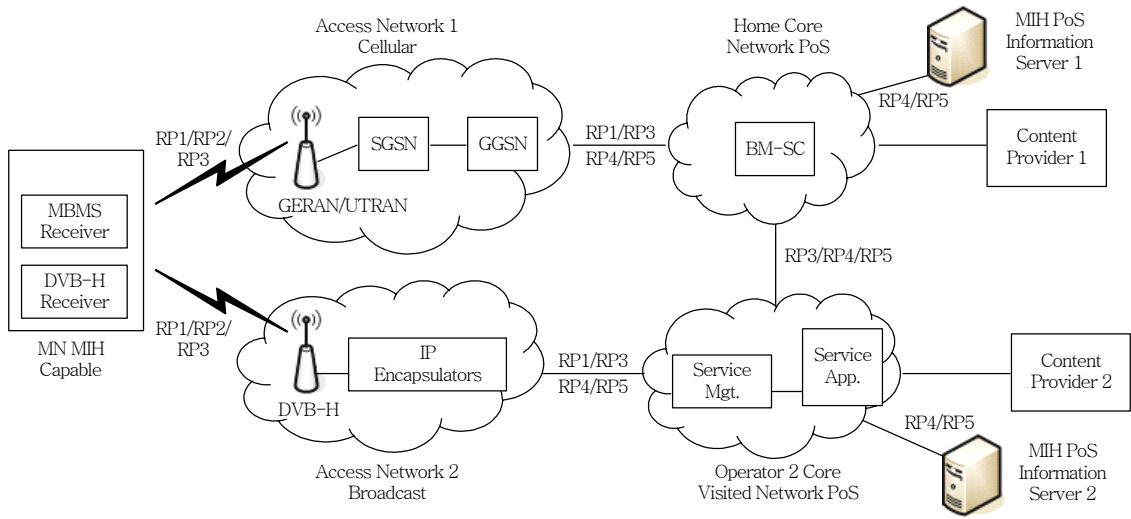 Access Network 1
Cellular
Home Core
Network PoS
MIH PoS
Information
Server 1
RP4/RP5
RP1/RP2/
RP3
SGSN
GGSN
RP1/RP3
RP4/RP5
BM-SC
Content
Provider 1
GERAN/UTRAN
MBMS
Receiver
DVB-H
Receiver
MN MIH
Capable
RP3/RP4/RP5
RP1/RP2/
RP3
IP
Encapsulators
DVB-H
RP1/RP3
RP4/RP5
Service
Mgt.
Service
App.
Content
Provider 2
RP4/RP5
Access Network 2
Broadcast
Operator 2 Core
Visited Network PoS
MIH PoS
Information
Server 2